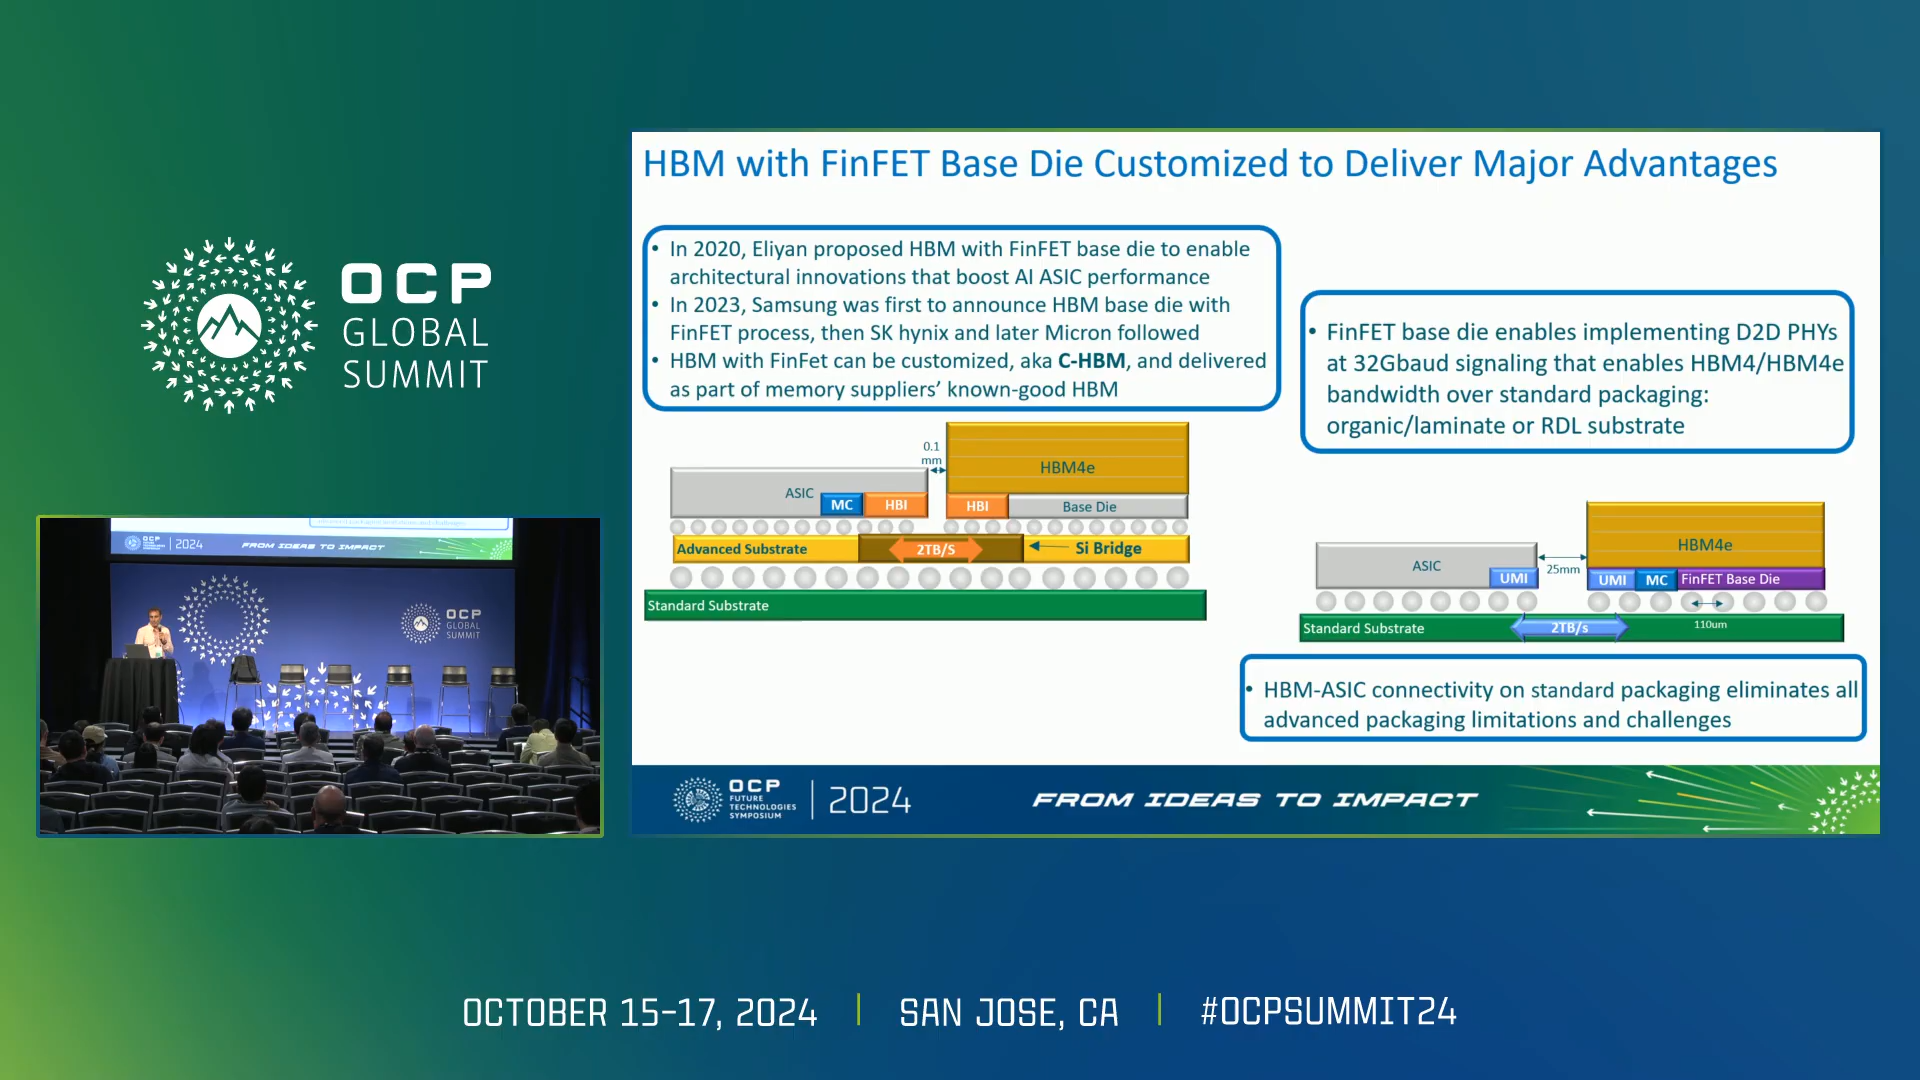 OCP
GLOBAL
SUMMIT
HBM with FinFET Base Die Customized to Deliver Major Advantages
• In 2020, Eliyan proposed HBM with FinFET base die to enable
architectural innovations that boost AI ASIC performance
• In 2023, Samsung was first to announce HBM base die with
FinFET process, then SK hynix and later Micron followed
• HBM with FinFet can be customized, aka C-HBM, and delivered
as part of memory suppliers’ known-good HBM
• FinFET base die enables implementing D2D PHYs
at 32Gbaud signaling that enables HBM4/HBM4e
bandwidth over standard packaging:
organic/laminate or RDL substrate
0.1
mm
HBM4e
ASIC
MC
HBI
HBI
Base Die
Advanced Substrate
2TB/S
Si Bridge
Standard Substrate
HBM4e
ASIC
25mm
UMI
UMI
MC
FinFET Base Die
110um
Standard Substrate
2TB/s
• HBM-ASIC connectivity on standard packaging eliminates all
advanced packaging limitations and challenges
OCP
FUTURE
TECHNOLOGIES
SYMPOSIUM
2024
FROM IDEAS TO IMPACT
OCP
2024
FROM IDEAS TO IMPACT
OCP
GLOBAL
SUMMIT
OCTOBER 15-17, 2024
SAN JOSE, CA
#OCPSUMMIT24